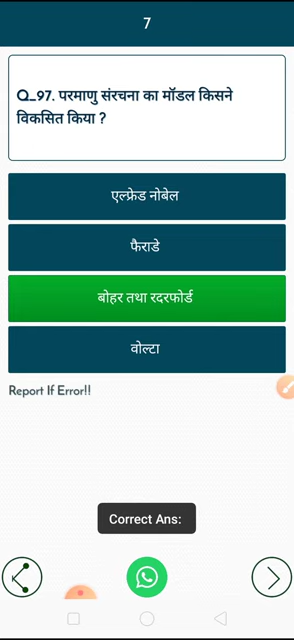 7
Q_97. परमाणु संरचना का मॉडल किसने
विकसित किया ?
एल्फ्रेड नोबेल
फैराडे
बोहर तथा रदरफोर्ड
वोल्टा
Report If Error!!
Correct Ans: